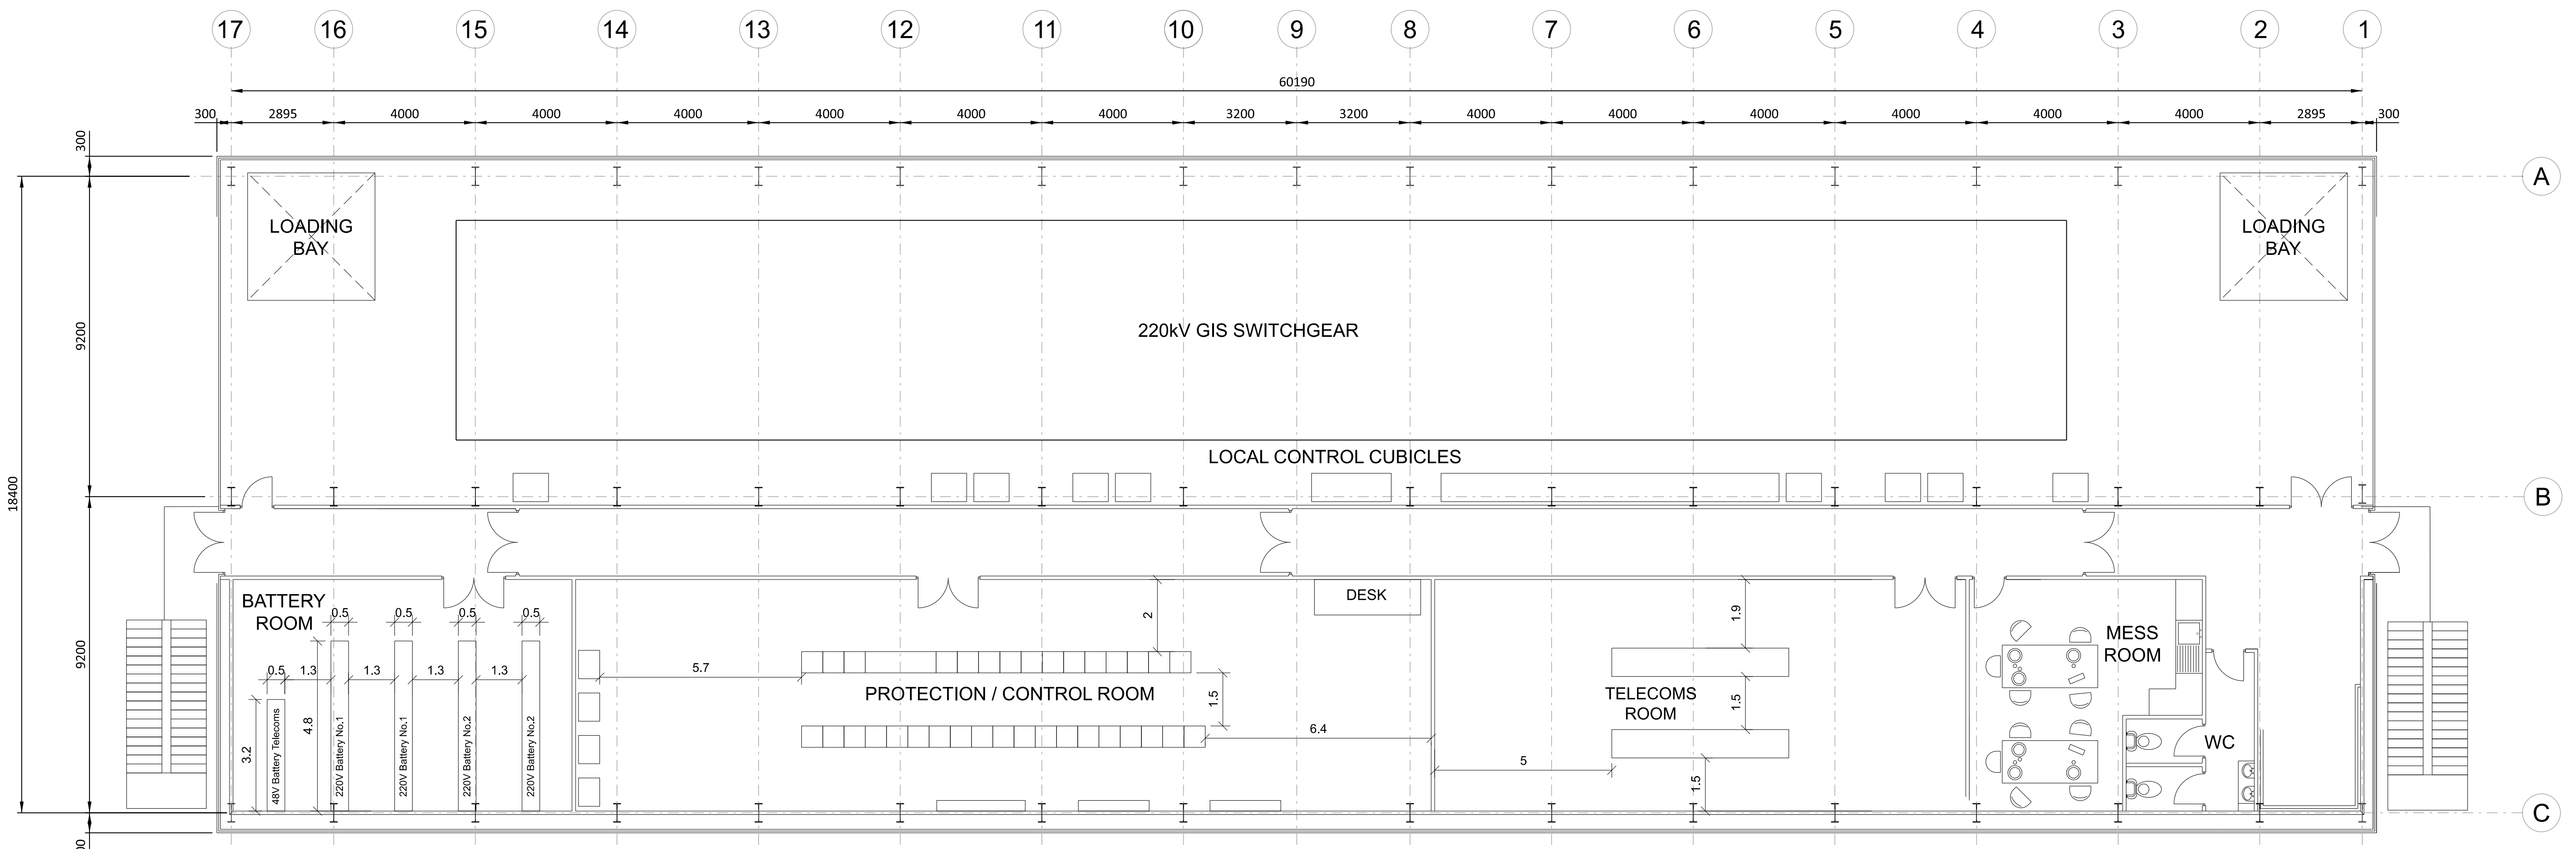 17 16 15 14 13 12 11 10 9 8 7 6 5 4 3 2 1
60190
300 2895 4000 4000 4000 4000 4000 4000 3200 3200 4000 4000 4000 4000 4000 4000 2895 300
300
A
LOADING
BAY
LOADING
BAY
9200
220kV GIS SWITCHGEAR
LOCAL CONTROL CUBICLES
18400
B
DESK
BATTERY
ROOM
0.5 0.5 0.5 0.5
2
1.9
MESS
ROOM
9200
0.5 1.3 1.3 1.3 1.3
5.7
PROTECTION / CONTROL ROOM
1.5
TELECOMS
ROOM
1.5
3.2
48V Battery Telecoms
4.8
220V Battery No.1
220V Battery No.1
220V Battery No.2
220V Battery No.2
6.4
5
1.5
WC
C